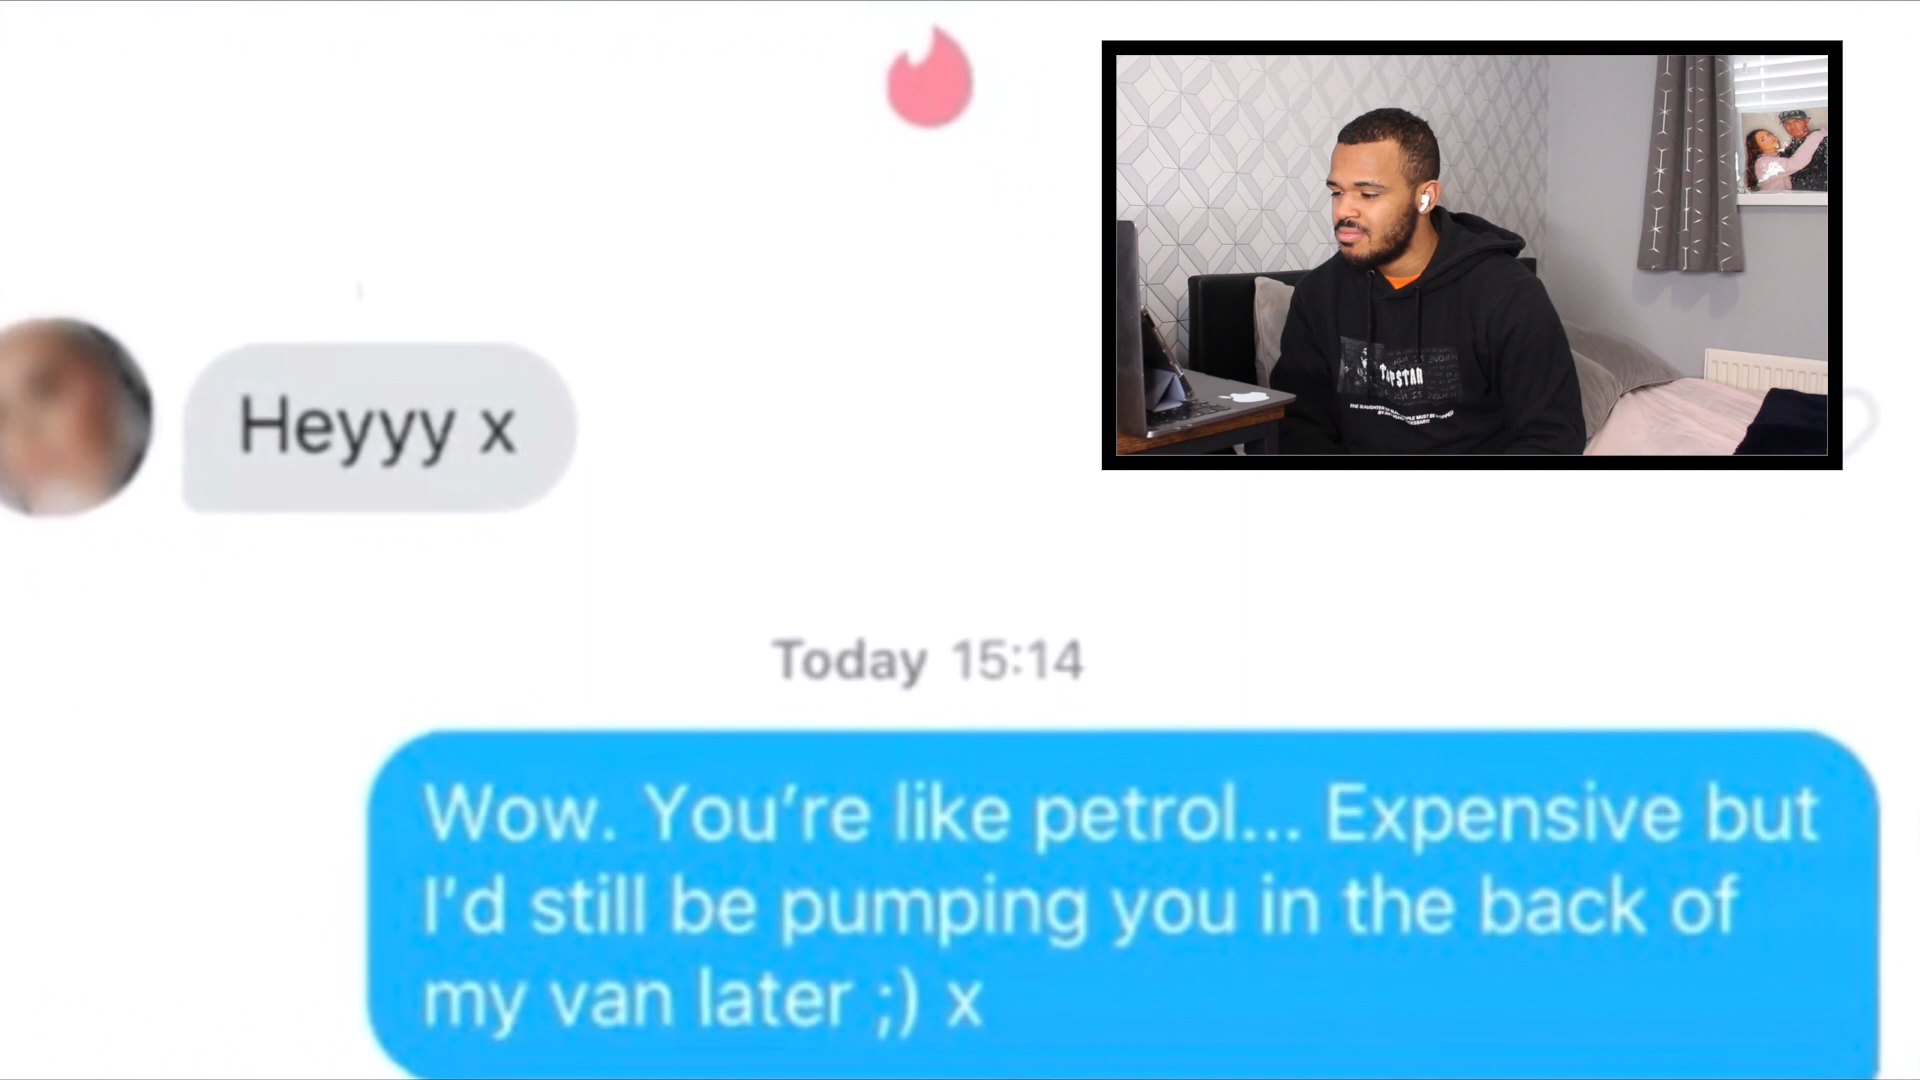 Heyyy x
TRAPSTAR
Today 15:14
Wow. You're like petrol... Expensive but
I'd still be pumping you in the back of
my van later ;) x